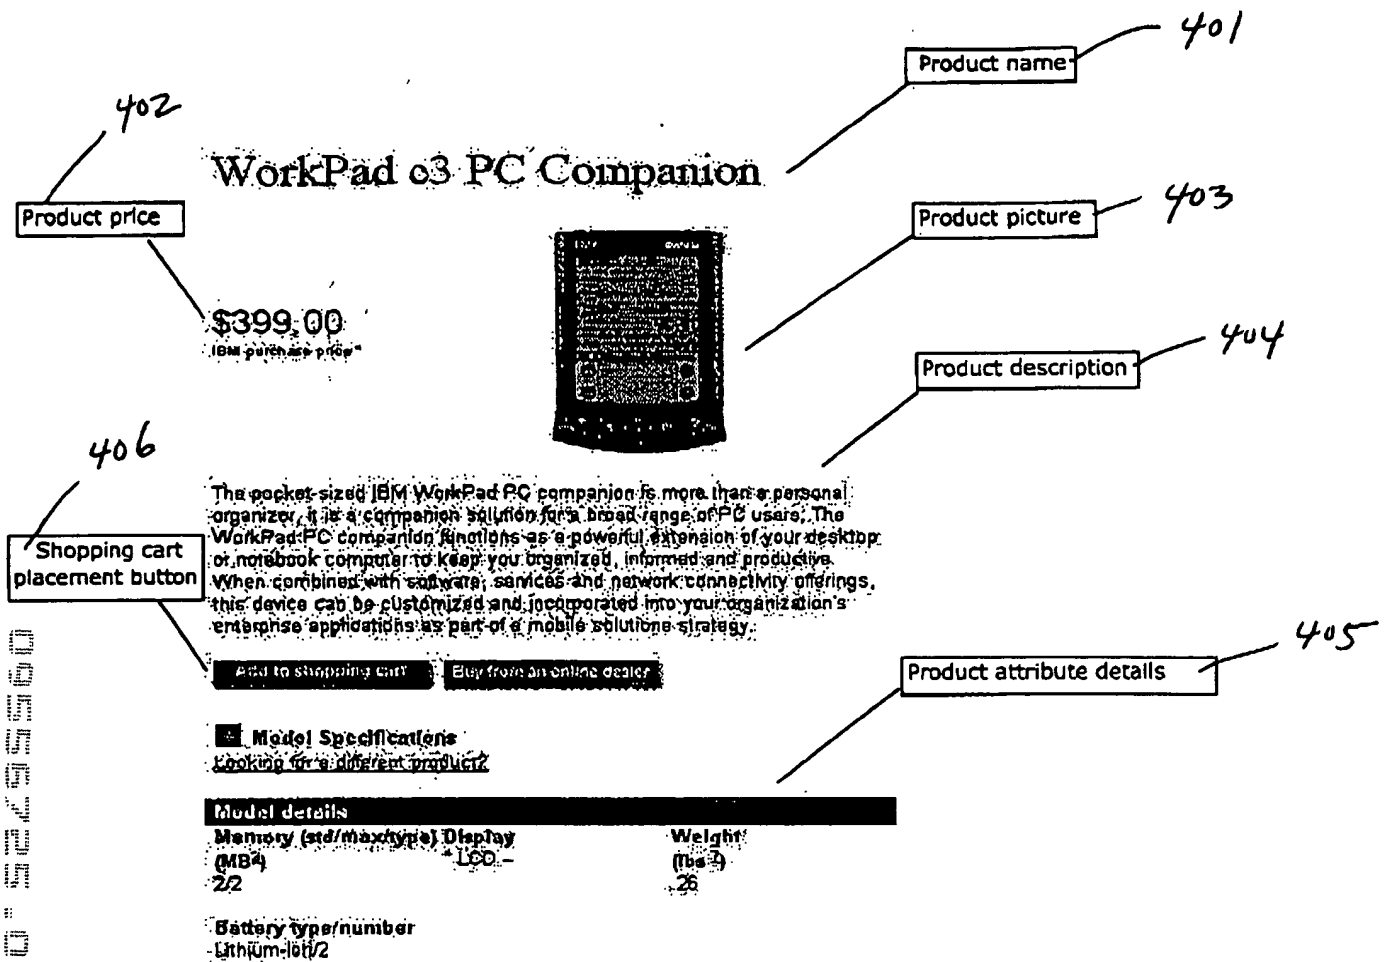 401
Product name
402
WorkPad c3 PC Companion
Product price
Product picture
403
$399.00
IBM purchase price*
Product description
404
406
The pocket-sized IBM WorkPad PC companion is more than a personal
organizer, it is a companion solution for a broad range of PC users. The
WorkPad PC companion functions as a powerful extension of your desktop
or notebook computer to keep you organized, informed and productive.
When combined with software, services and network connectivity offerings,
this device can be customized and incorporated into your organization's
enterprise applications as part of a mobile solutions strategy.
Shopping cart
placement button
405
Add to shopping cart
Buy from an online dealer
Product attribute details
Model Specifications
Looking for a different product?
Model details
Memory (std/max/type) Display Weight
(MB2) * LCD – (lbs 7)
2/2 .26
Battery type/number
Lithium-Ion/2
09556725.0